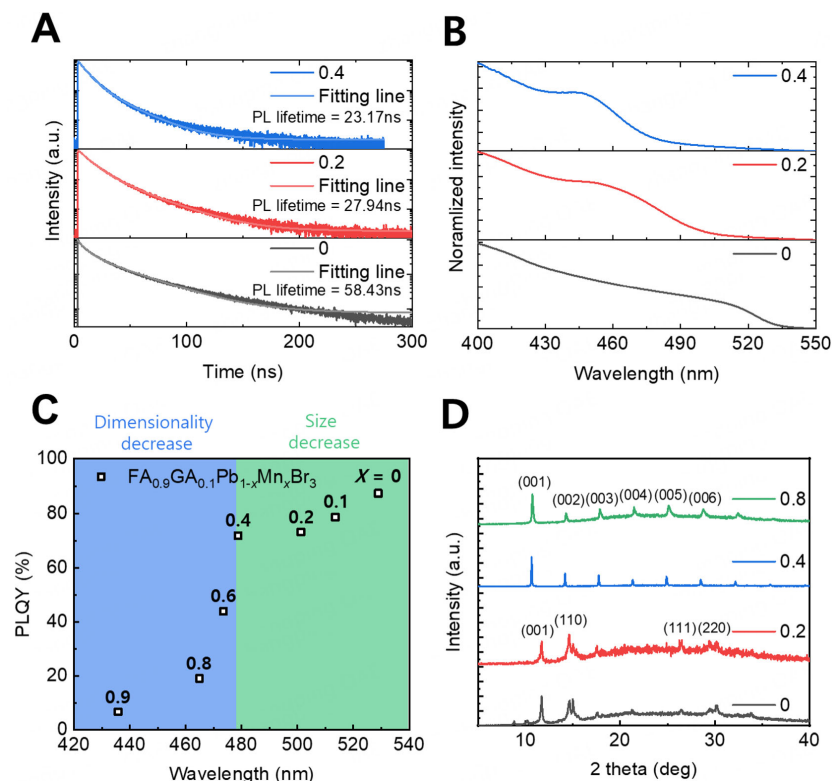 A
0.4
Fitting line
PL lifetime = 23.17ns
0.2
Fitting line
PL lifetime = 27.94ns
0
Fitting line
PL lifetime = 58.43ns
Intensity (a.u.)
0 100 200 300
Time (ns)
B
0.4
0.2
0
Noramlized intensity
400 430 460 490 520 550
Wavelength (nm)
C
Dimensionality
decrease
Size
decrease
FA0.9GA0.1Pb1-xMnxBr3
X = 0
0.1
0.2
0.4
0.6
0.8
0.9
PLQY (%)
100
80
60
40
20
0
420 440 460 480 500 520 540
Wavelength (nm)
D
(001) (002) (003) (004) (005) (006) 0.8
0.4
(001) (110) (111) (220) 0.2
0
Intensity (a.u.)
10 20 30 40
2 theta (deg)